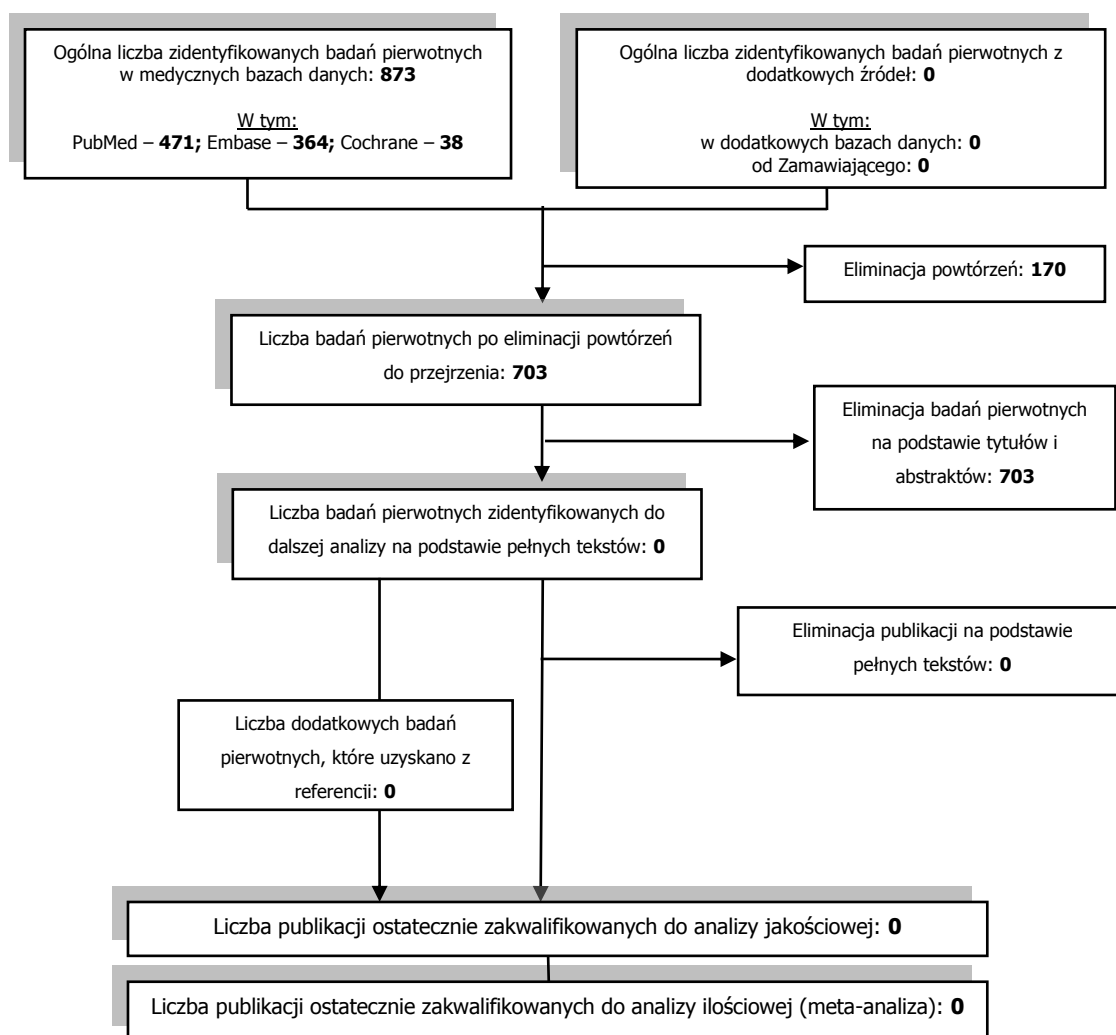 Ogólna liczba zidentyfikowanych badań pierwotnych
w medycznych bazach danych: 873
W tym:
PubMed – 471; Embase – 364; Cochrane – 38
Ogólna liczba zidentyfikowanych badań pierwotnych z
dodatkowych źródeł: 0
W tym:
w dodatkowych bazach danych: 0
od Zamawiającego: 0
Eliminacja powtórzeń: 170
Liczba badań pierwotnych po eliminacji powtórzeń
do przejrzenia: 703
Eliminacja badań pierwotnych
na podstawie tytułów i
abstraktów: 703
Liczba badań pierwotnych zidentyfikowanych do
dalszej analizy na podstawie pełnych tekstów: 0
Eliminacja publikacji na podstawie
pełnych tekstów: 0
Liczba dodatkowych badań
pierwotnych, które uzyskano z
referencji: 0
Liczba publikacji ostatecznie zakwalifikowanych do analizy jakościowej: 0
Liczba publikacji ostatecznie zakwalifikowanych do analizy ilościowej (meta-analiza): 0